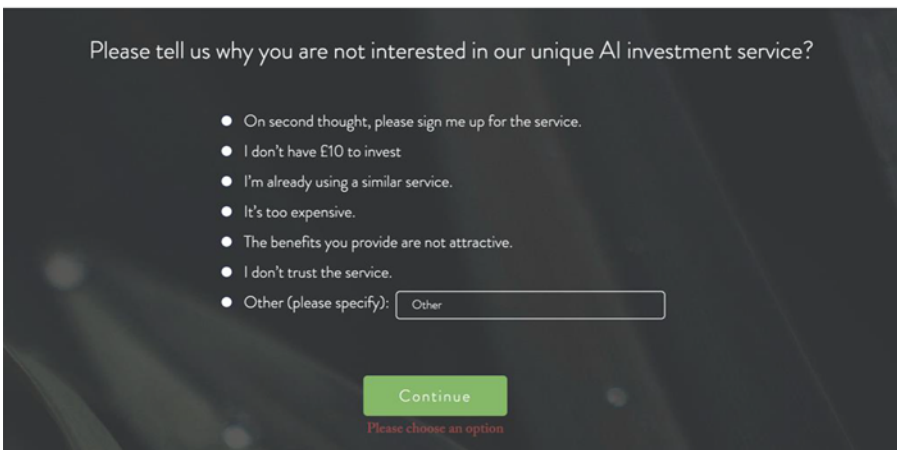 Please tell us why you are not interested in our unique AI investment service?
On second thought, please sign me up for the service.
I don't have £10 to invest
I'm already using a similar service.
It's too expensive.
The benefits you provide are not attractive.
I don't trust the service.
Other (please specify): Other
Continue
Please choose an option